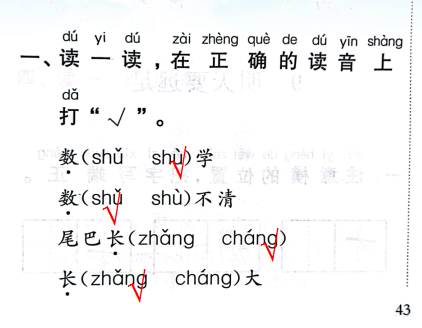 dú yi dú zài zhèng què de dú yīn shàng
一、读一读，在正确的读音上
dǎ
打“√”。
数(shǔ shù)学
数(shǔ shù)不清
尾巴长(zhǎng cháng)
长(zhǎng cháng)大
43